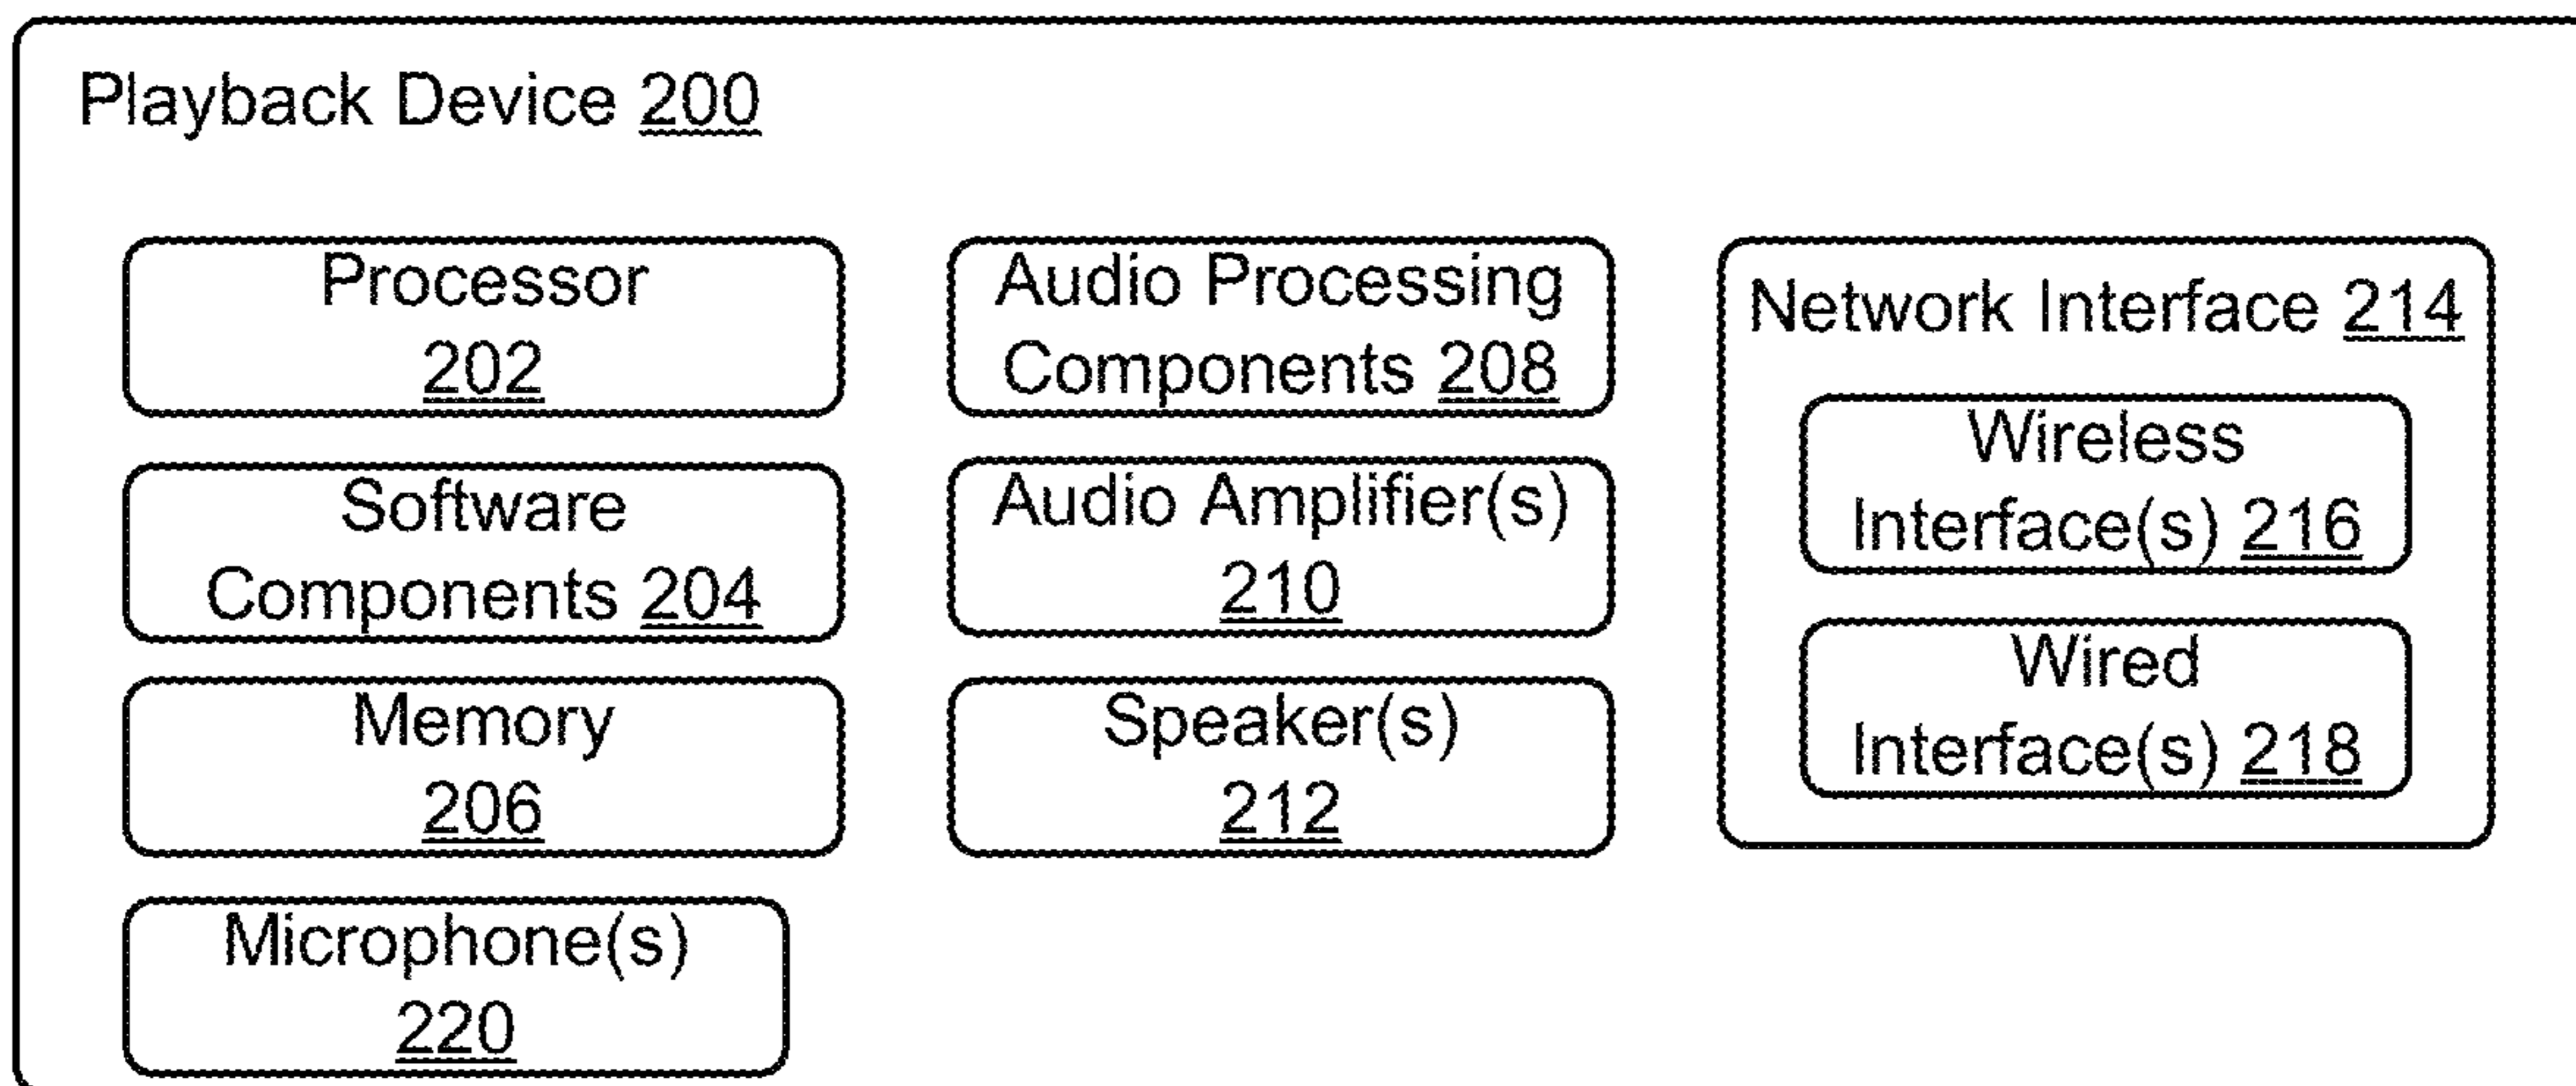 Playback Device 200
Processor
202
Software
Components 204
Memory
206
Microphone(s)
220
Audio Processing
Components 208
Audio Amplifier(s)
210
Speaker(s)
212
Network Interface 214
Wireless
Interface(s) 216
Wired
Interface(s) 218